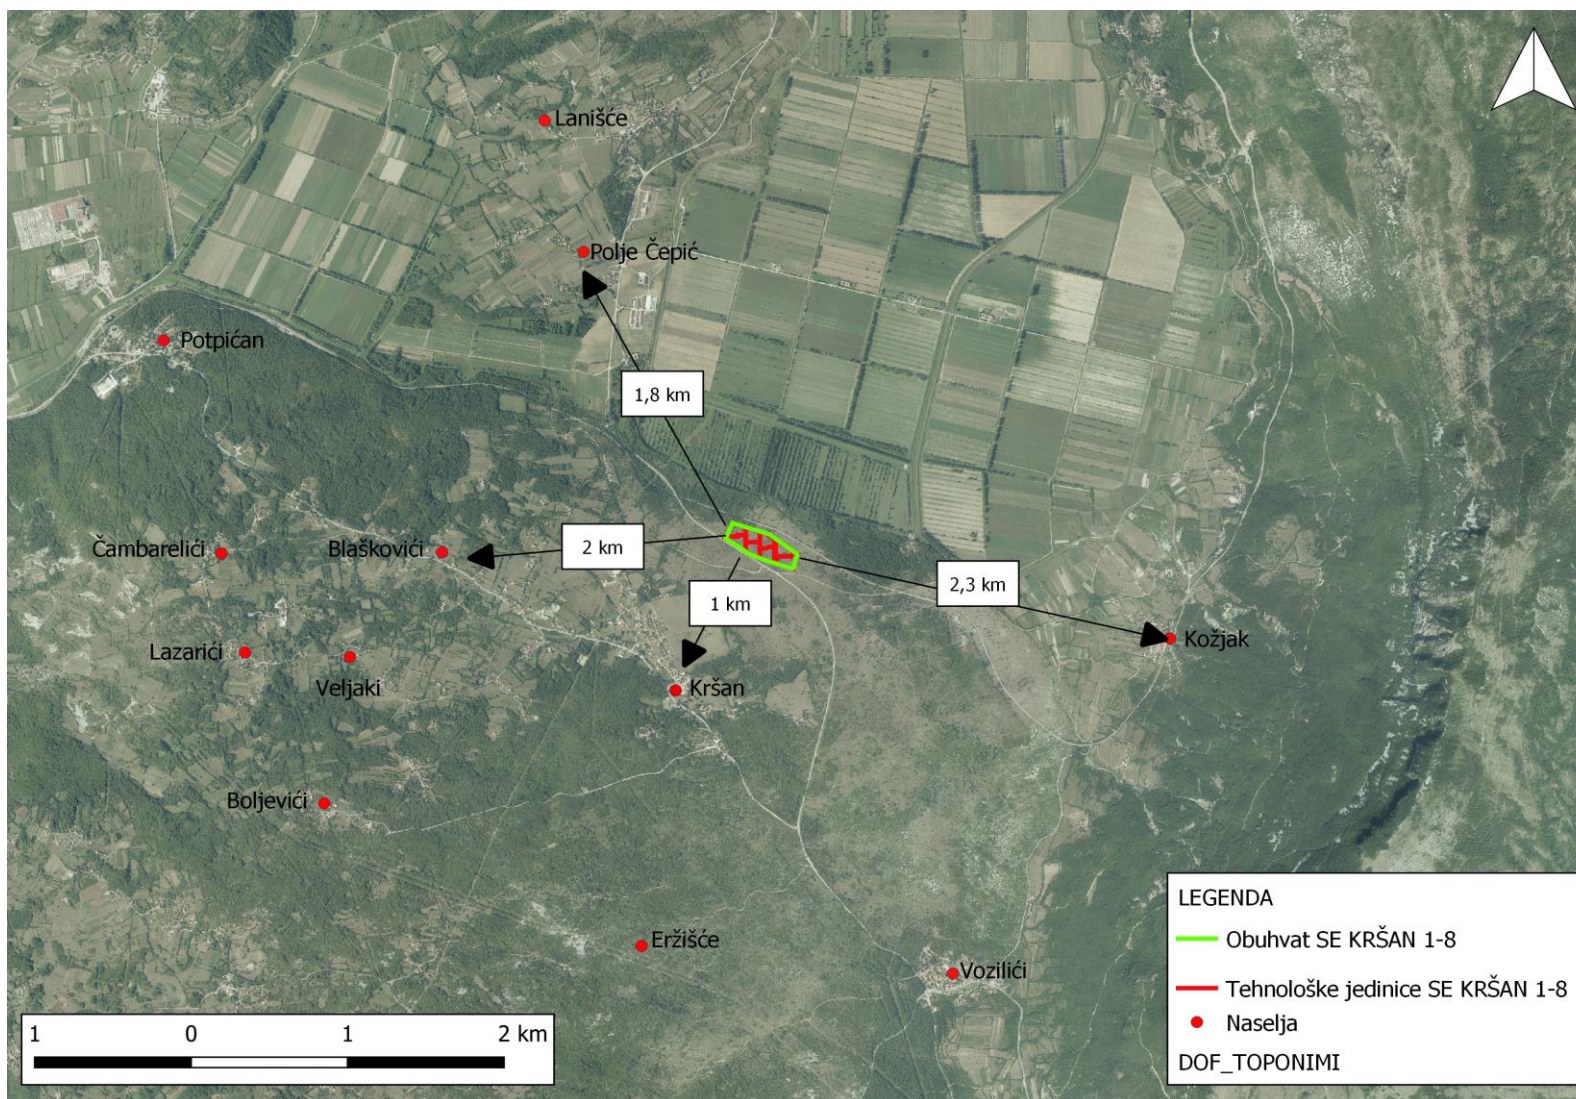 Lanišće
Polje Čepić
Potpićan
1,8 km
Čambarelići
Blaškovići
2 km
2,3 km
1 km
Lazarići
Veljaki
Kršan
Kožjak
Boljevići
Eržišće
Vozilići
LEGENDA
Obuhvat SE KRŠAN 1-8
Tehnološke jedinice SE KRŠAN 1-8
Naselja
DOF_TOPONIMI
1 0 1 2 km